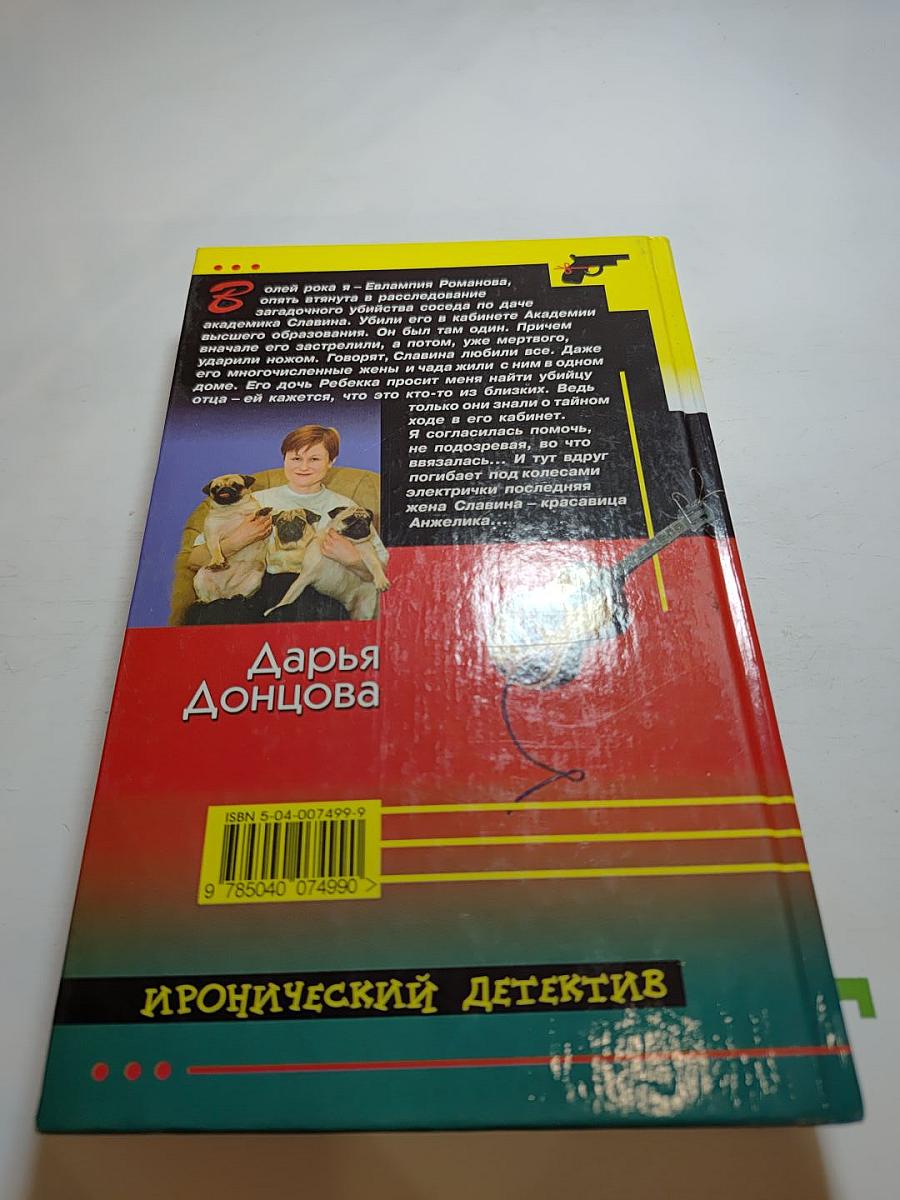 Волей рока я – Евлампия Романова,
опять втянута в расследование
загадочного убийства соседа по даче
академика Славина. Убили его в кабинете Академии
высшего образования. Он был там один. Причем
вначале его застрелили, а потом, уже мертвого,
ударили ножом. Говорят, Славина любили все. Даже
его многочисленные жены и чада жили с ним в одном
доме. Его дочь Ребекка просит меня найти убийцу
отца – ей кажется, что это кто-то из близких. Ведь
только они знали о тайном
ходе в его кабинет.
Я согласилась помочь,
не подозревая, во что
ввязалась... И тут вдруг
погибает под колесами
электрички последняя
жена Славина – красавица
Анжелика...
Дарья
Донцова
ISBN 5-04-007499-9
9 785040 074990 >
ИРОНИЧЕСКИЙ ДЕТЕКТИВ